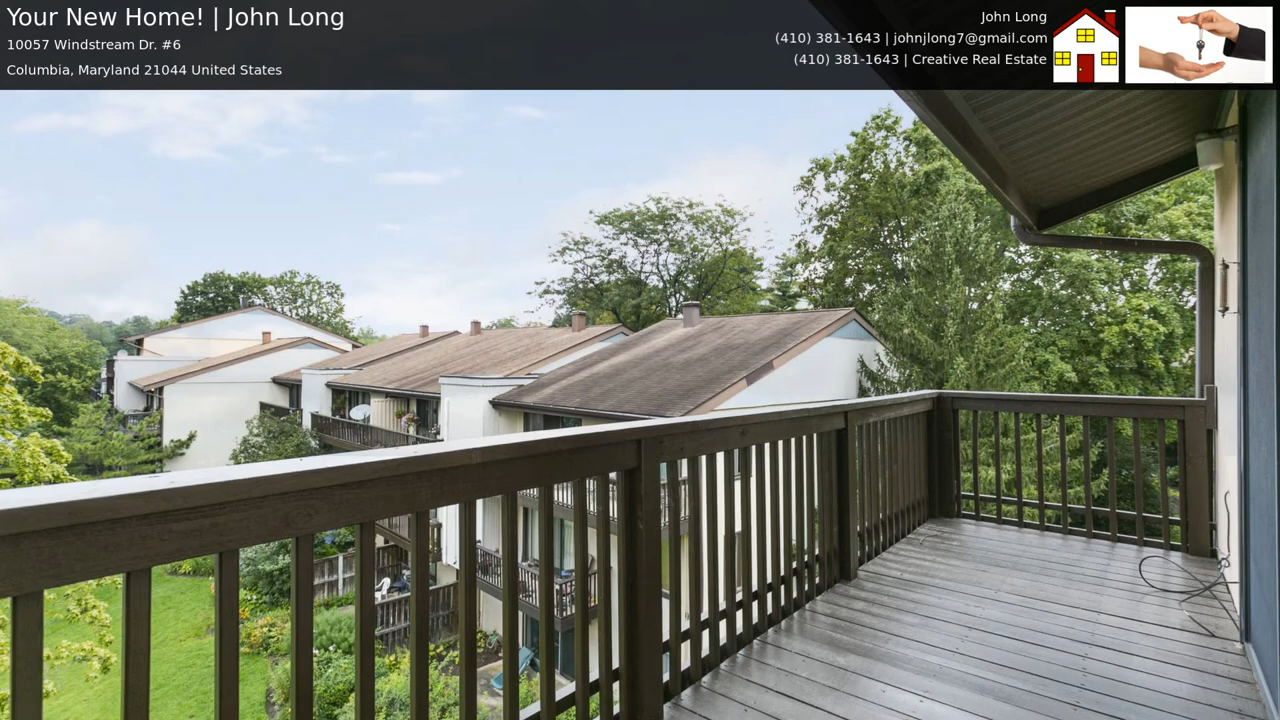 Your New Home! | John Long
10057 Windstream Dr. #6
Columbia, Maryland 21044 United States
John Long
(410) 381-1643 | johnjlong7@gmail.com
(410) 381-1643 | Creative Real Estate